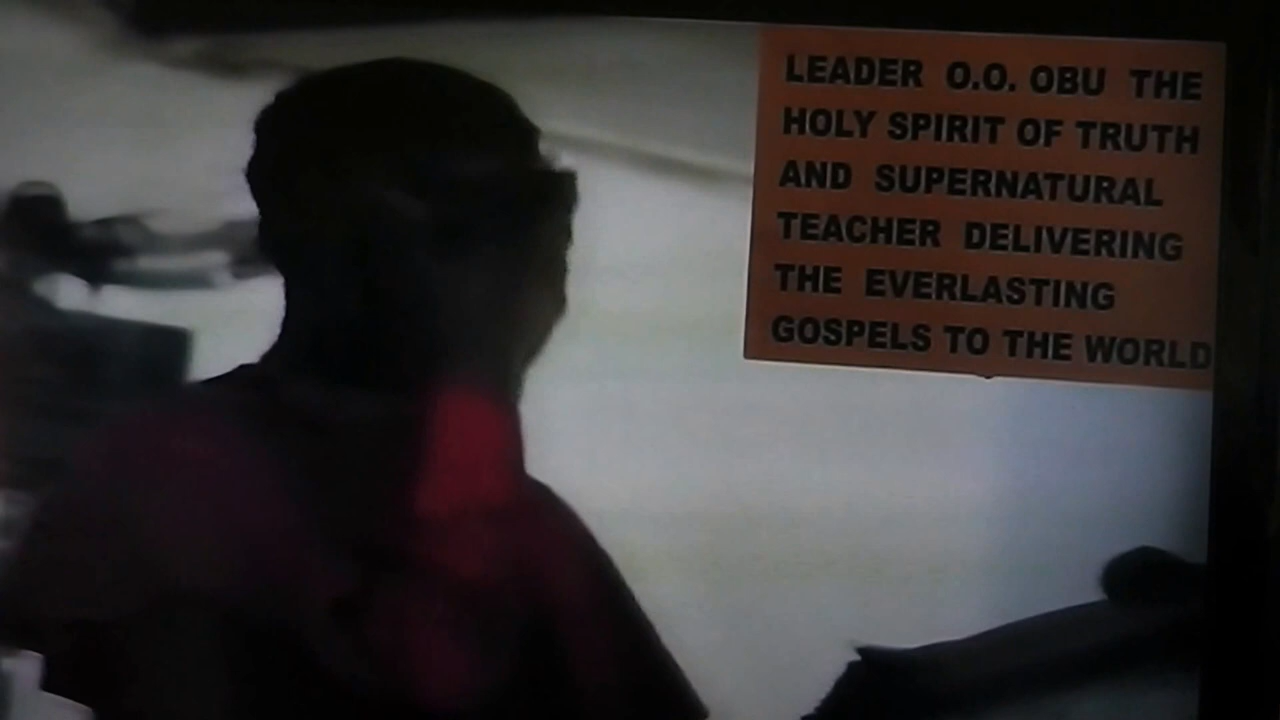 LEADER O.O. OBU THE
HOLY SPIRIT OF TRUTH
AND SUPERNATURAL
TEACHER DELIVERING
THE EVERLASTING
GOSPELS TO THE WORLD